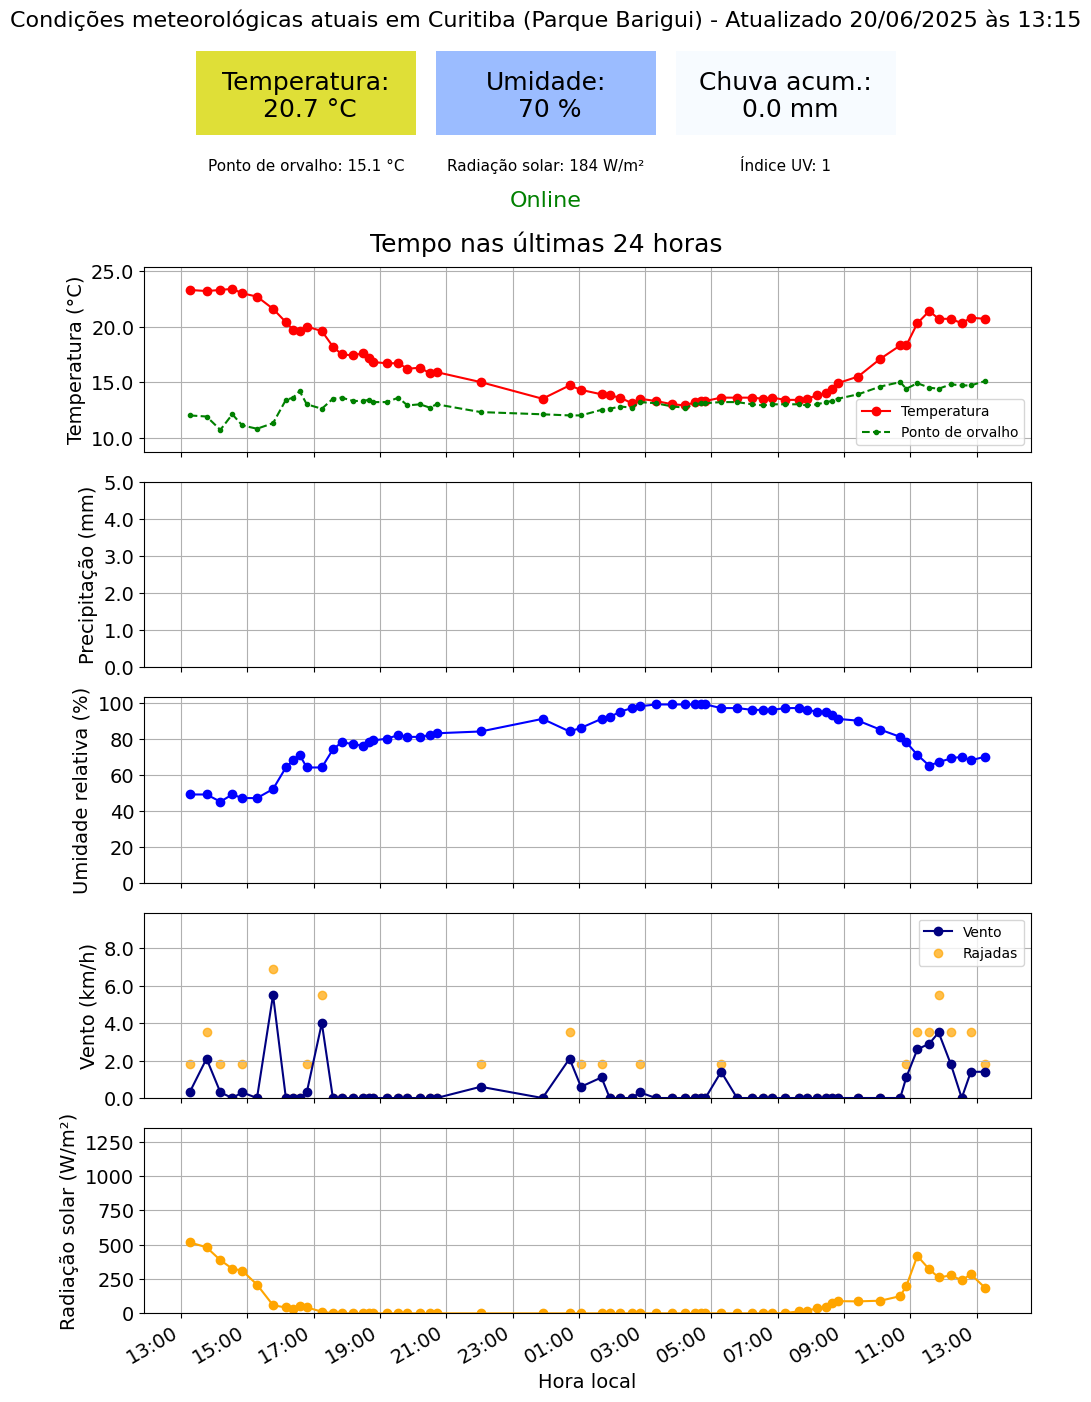 Condições meteorológicas atuais em Curitiba (Parque Barigui) - Atualizado 20/06/2025 às 13:15
Temperatura:
20.7 °C
Umidade:
70 %
Chuva acum.:
0.0 mm
Ponto de orvalho: 15.1 °C
Radiação solar: 184 W/m²
Índice UV: 1
Online
Tempo nas últimas 24 horas
Temperatura (°C)
25.0
20.0
15.0
10.0
Temperatura
Ponto de orvalho
Precipitação (mm)
5.0
4.0
3.0
2.0
1.0
0.0
Umidade relativa (%)
100
80
60
40
20
0
Vento (km/h)
8.0
6.0
4.0
2.0
0.0
Vento
Rajadas
Radiação solar (W/m²)
1250
1000
750
500
250
0
13:00
15:00
17:00
19:00
21:00
23:00
01:00
03:00
05:00
07:00
09:00
11:00
13:00
Hora local